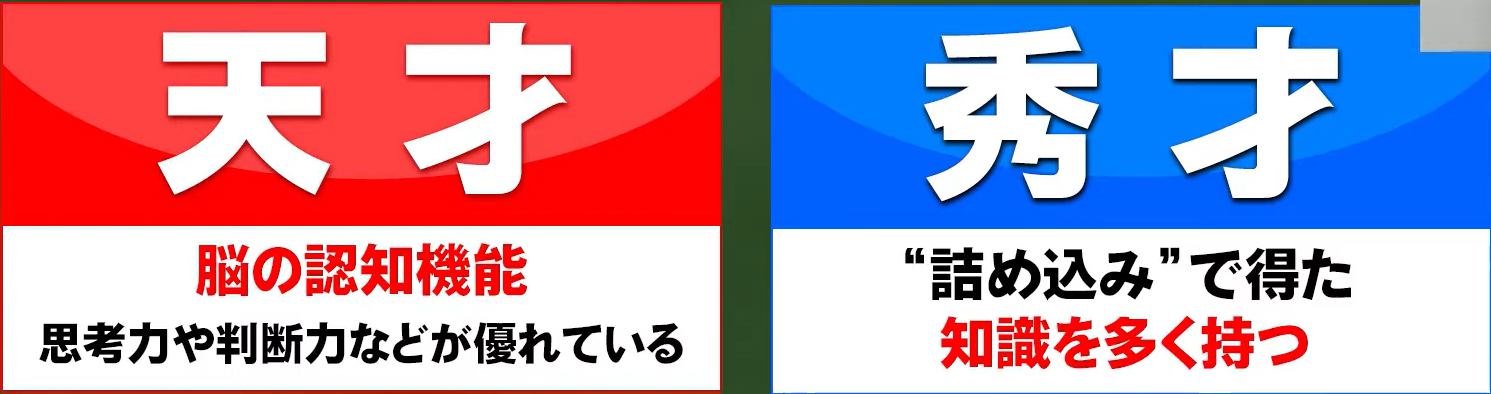 天才
脳の認知機能
思考力や判断力などが優れている
秀才
“詰め込み”で得た
知識を多く持つ